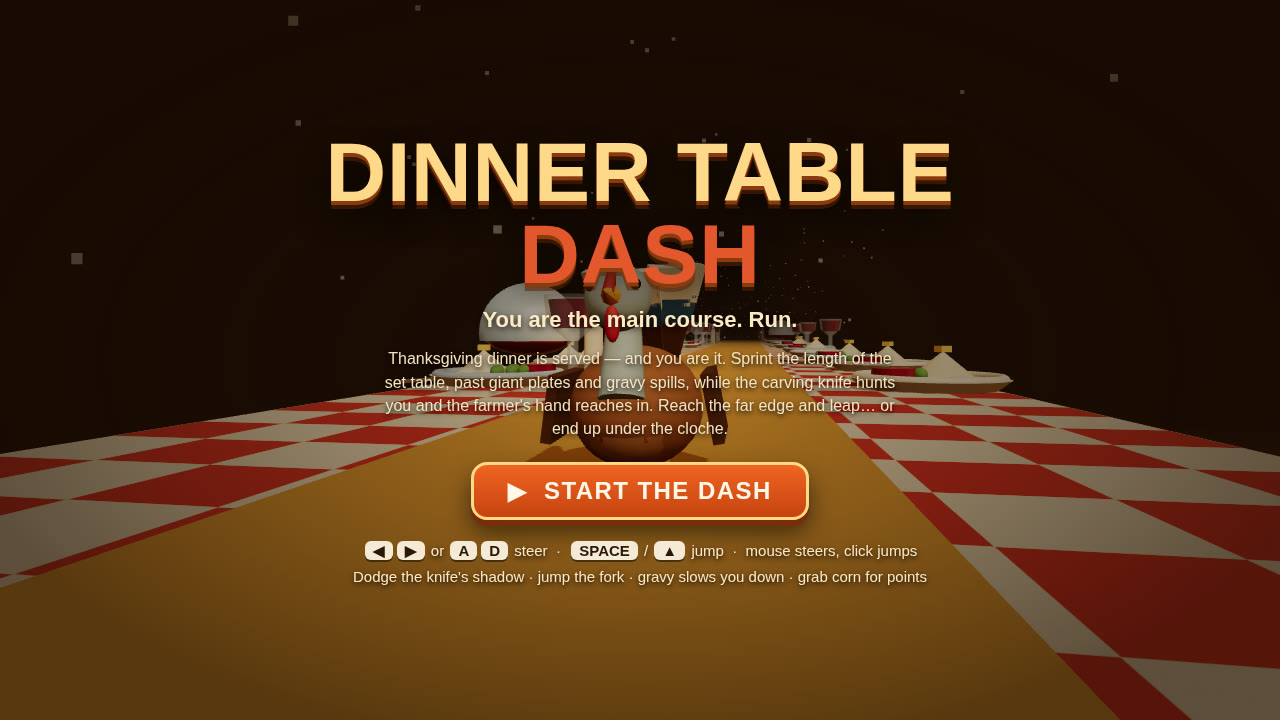 DINNER TABLE
DASH
You are the main course. Run.
Thanksgiving dinner is served — and you are it. Sprint the length of the
set table, past giant plates and gravy spills, while the carving knife hunts
you and the farmer's hand reaches in. Reach the far edge and leap… or
end up under the cloche.
▶ START THE DASH
◀ ▶ or A D steer · SPACE / ▲ jump · mouse steers, click jumps
Dodge the knife's shadow · jump the fork · gravy slows you down · grab corn for points